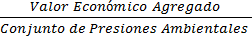 Valor Económico Agregado
Conjunto de Presiones Ambientales